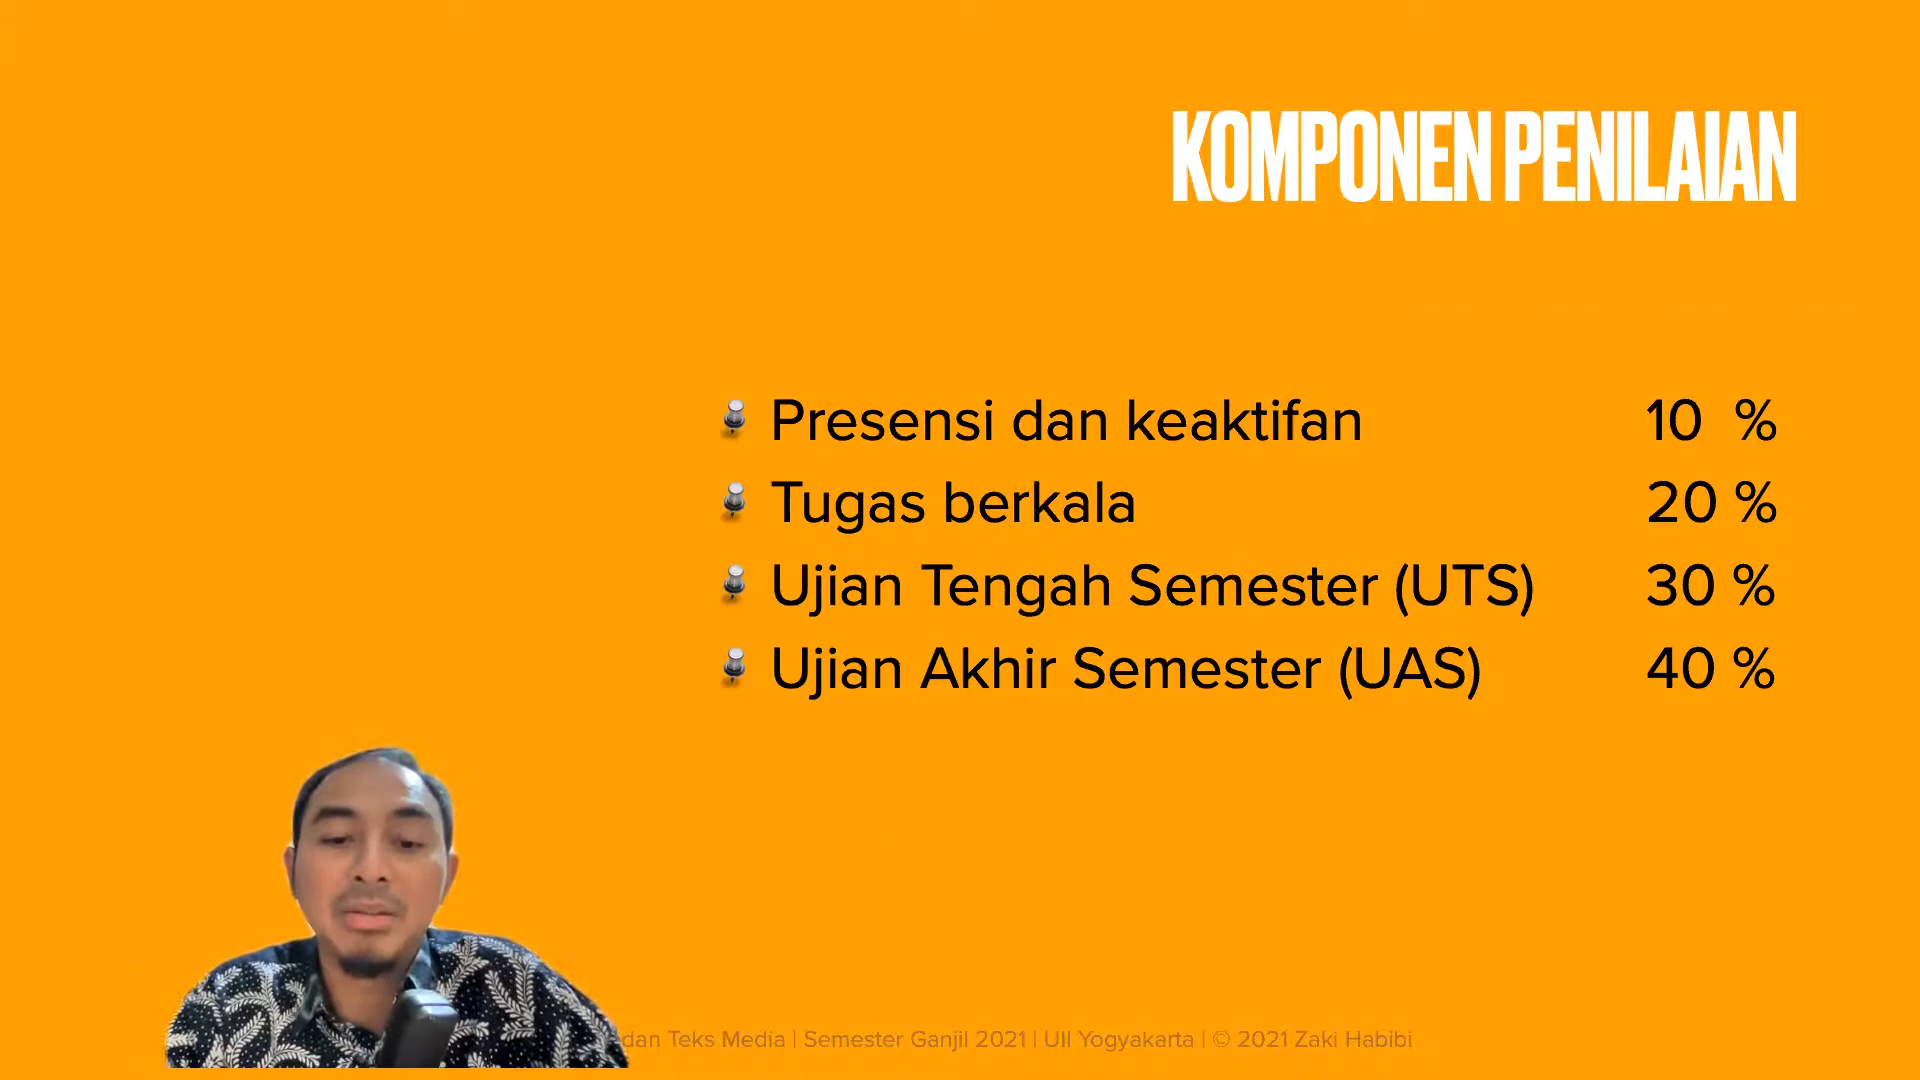 KOMPONEN PENILAIAN
Presensi dan keaktifan 10 %
Tugas berkala 20 %
Ujian Tengah Semester (UTS) 30 %
Ujian Akhir Semester (UAS) 40 %
Teks Media | Semester Ganjil 2021 | UII Yogyakarta | © 2021 Zaki Habibi